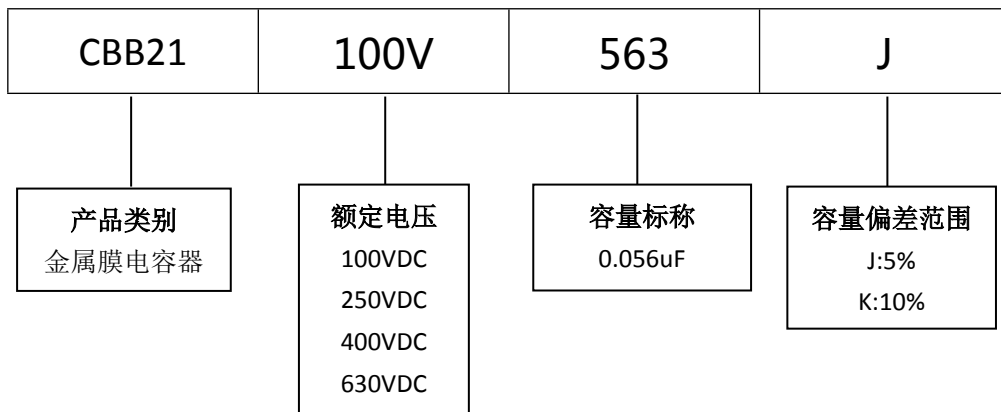 CBB21 100V 563 J
产品类别
金属膜电容器
额定电压
100VDC
250VDC
400VDC
630VDC
容量标称
0.056uF
容量偏差范围
J:5%
K:10%